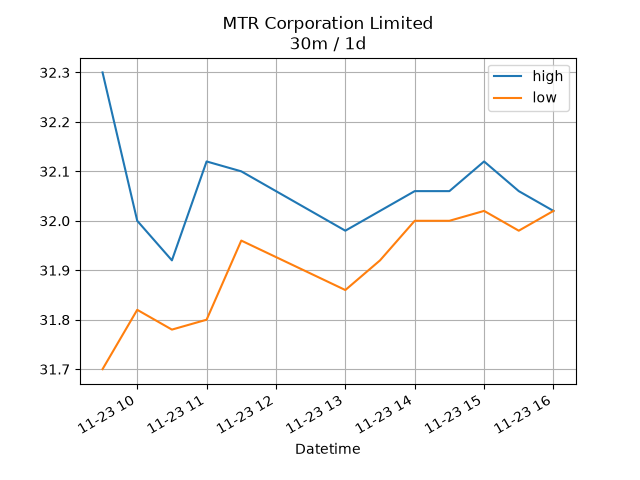 MTR Corporation Limited
30m / 1d
high
low
32.3
32.2
32.1
32.0
31.9
31.8
31.7
11-23 10
11-23 11
11-23 12
11-23 13
11-23 14
11-23 15
11-23 16
Datetime